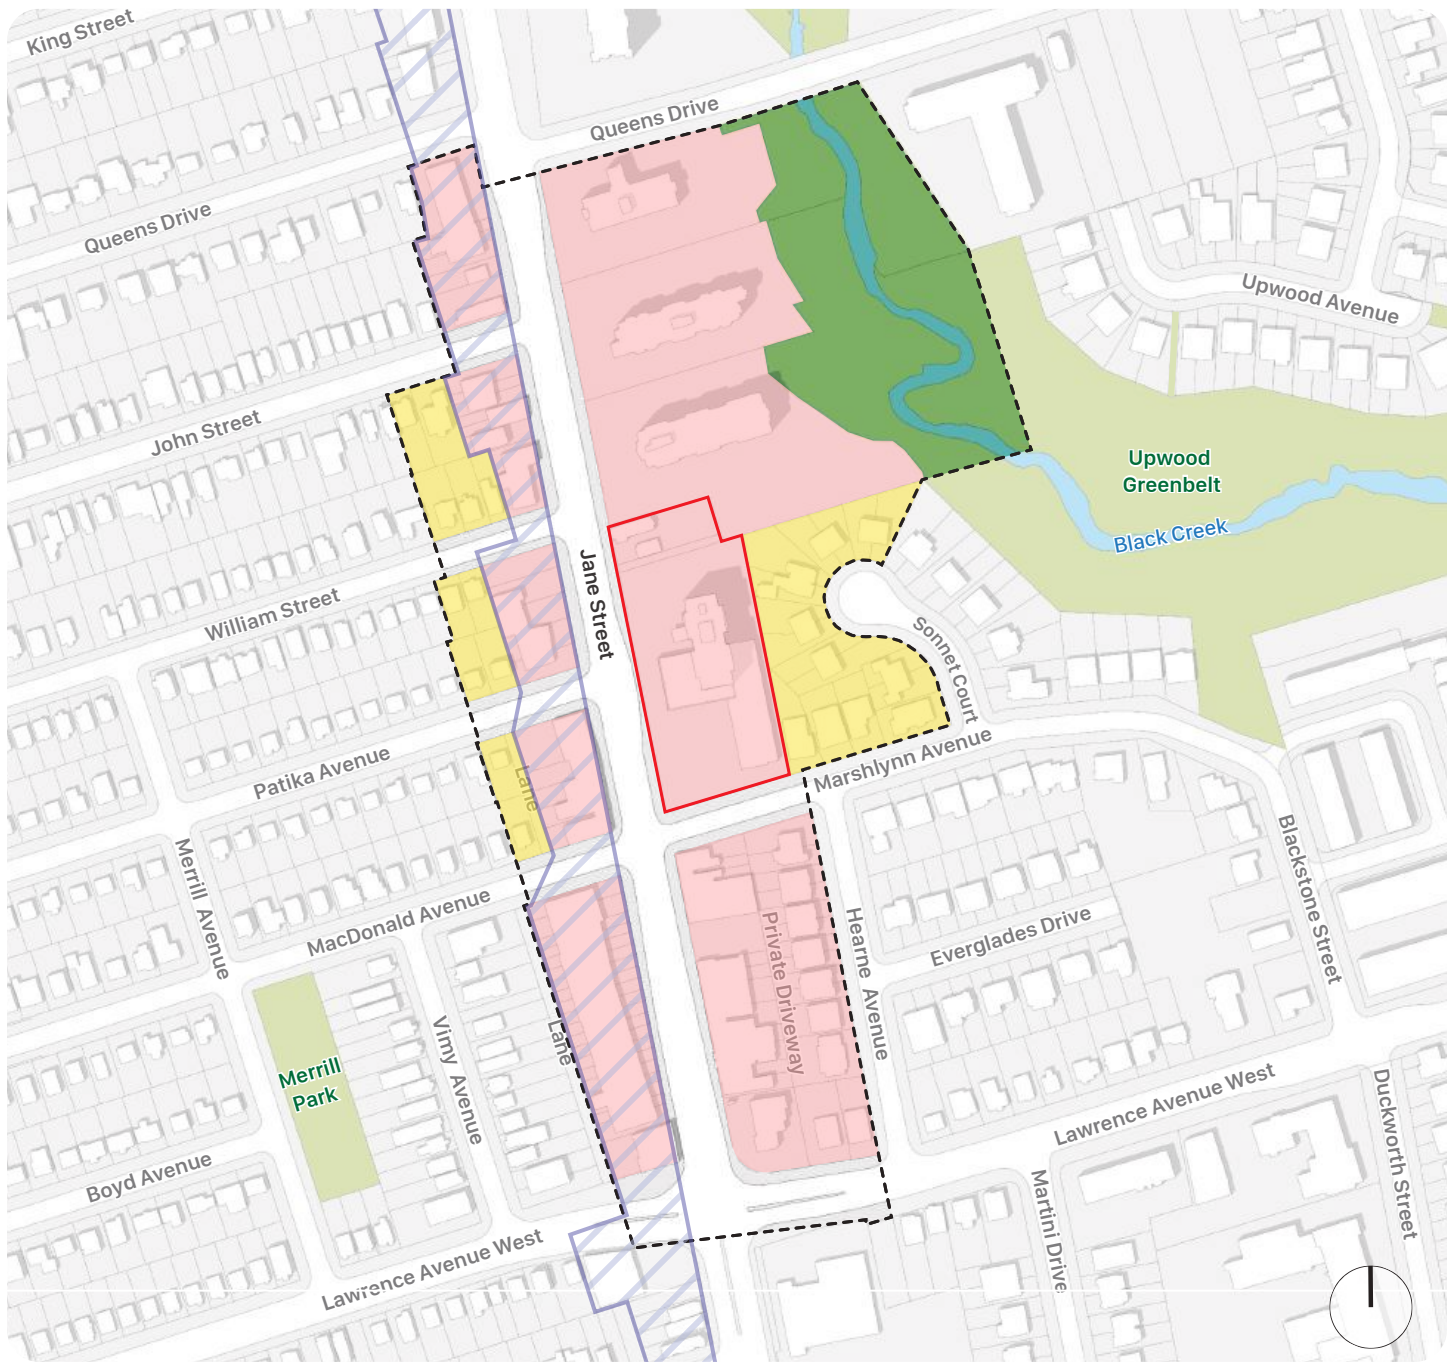 King Street
Queens Drive
Queens Drive
Upwood Avenue
John Street
Upwood
Greenbelt
Black Creek
Jane Street
William Street
Sonnet Court
Patika Avenue
Lane
Marshlynn Avenue
Merrill Avenue
Blackstone Street
MacDonald Avenue
Private Driveway
Hearne Avenue
Everglades Drive
Lane
Vimy Avenue
Merrill
Park
Lawrence Avenue West
Duckworth Street
Boyd Avenue
Martini Drive
Lawrence Avenue West